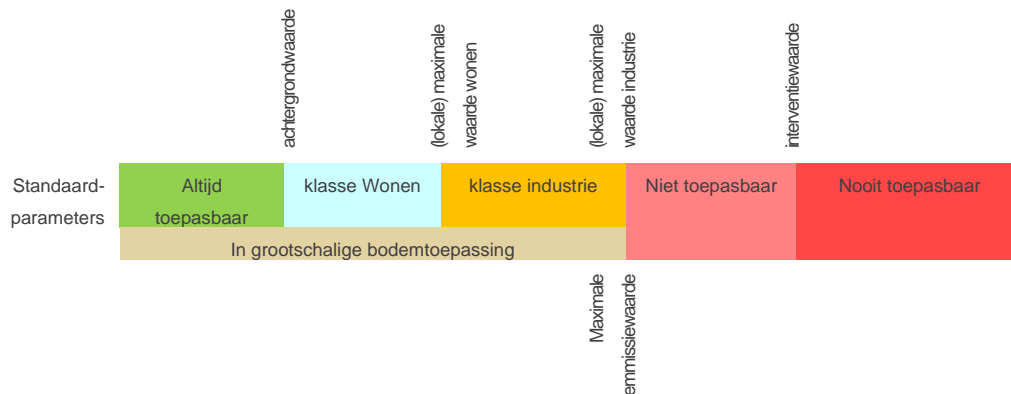 achtergrondwaarde
(lokale) maximale
waarde wonen
(lokale) maximale
waarde industrie
interventiewaarde
Standaard-
parameters
Altijd
toepasbaar
klasse Wonen
klasse industrie
Niet toepasbaar
Nooit toepasbaar
In grootschalige bodemtoepassing
Maximale
emmissiewaarde